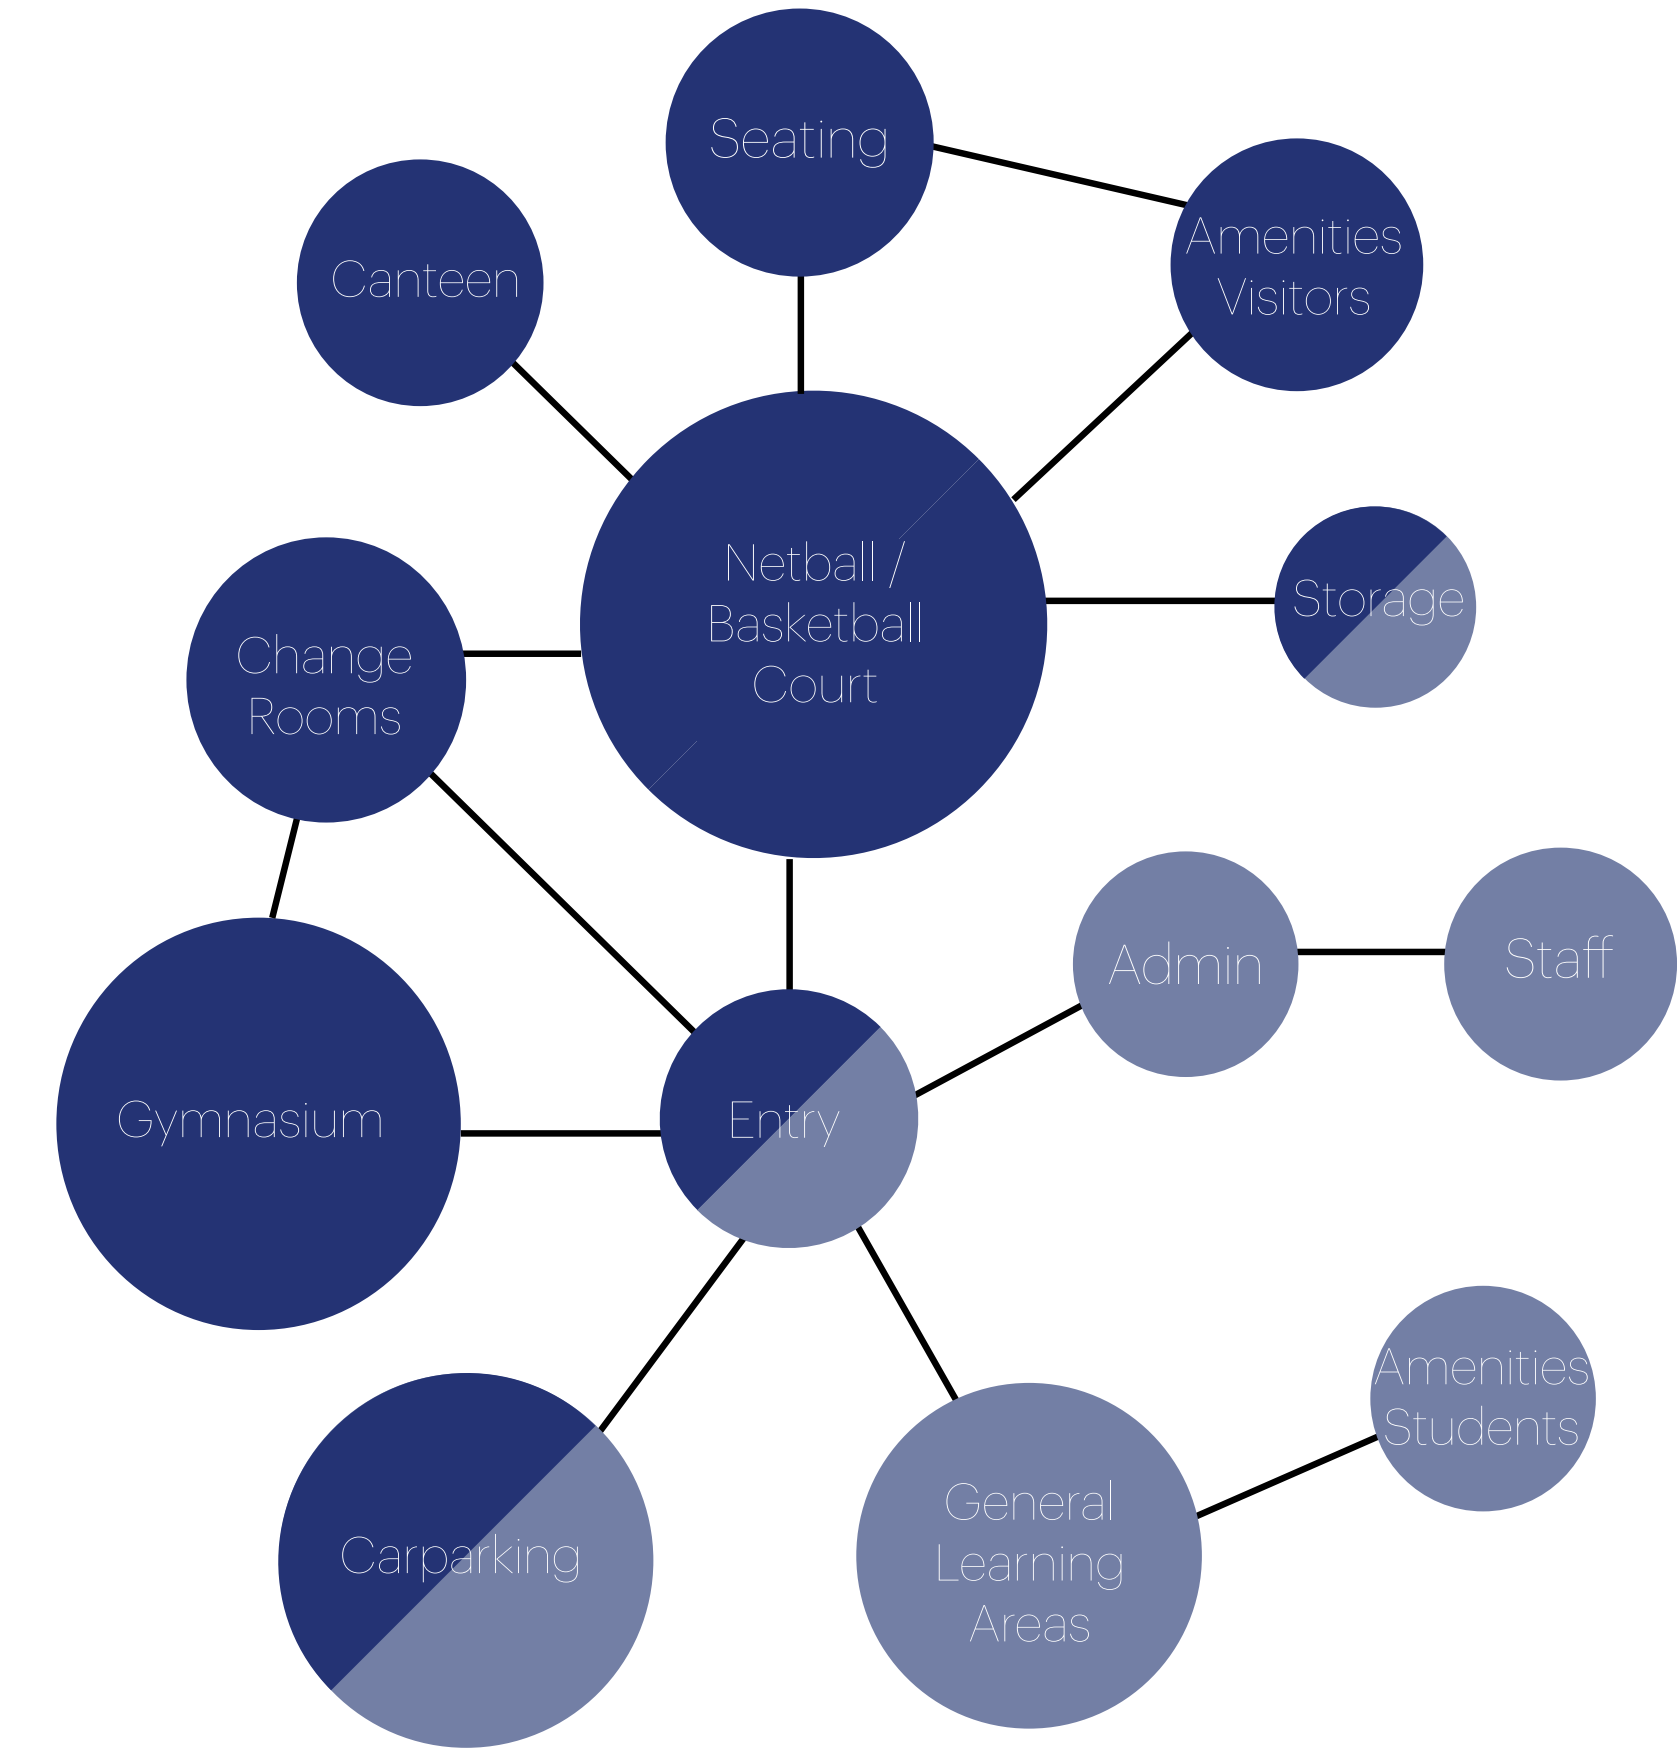 Seating
Amenities
Visitors
Canteen
Netball /
Basketball
Court
Storage
Change
Rooms
Admin
Staff
Gymnasium
Entry
Amenities
Students
Carparking
General
Learning
Areas